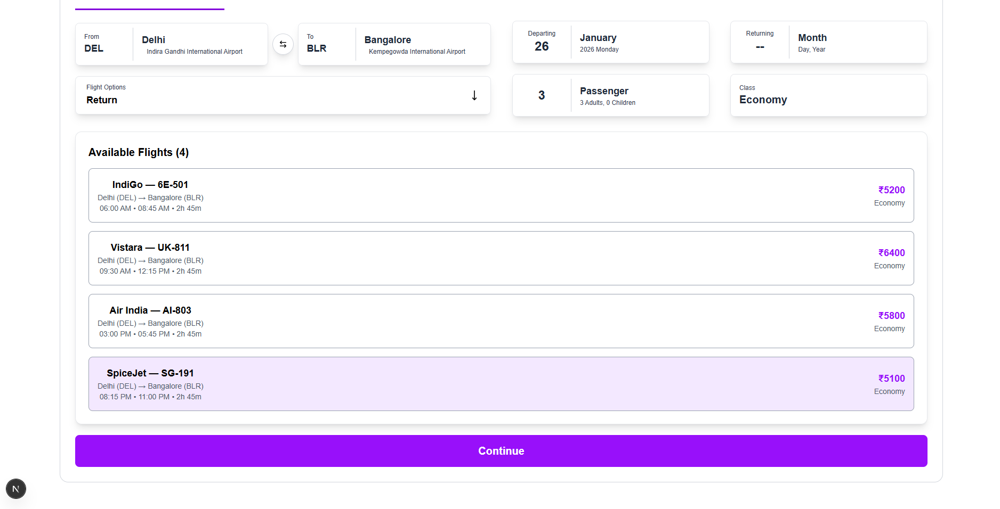 From
DEL
Delhi
Indira Gandhi International Airport
To
BLR
Bangalore
Kempegowda International Airport
Departing
26
January
2026 Monday
Returning
--
Month
Day, Year
Flight Options
Return
↓
3
Passenger
3 Adults, 0 Children
Class
Economy
Available Flights (4)
IndiGo — 6E-501
Delhi (DEL) → Bangalore (BLR)
06:00 AM • 08:45 AM • 2h 45m
₹5200
Economy
Vistara — UK-811
Delhi (DEL) → Bangalore (BLR)
09:30 AM • 12:15 PM • 2h 45m
₹6400
Economy
Air India — AI-803
Delhi (DEL) → Bangalore (BLR)
03:00 PM • 05:45 PM • 2h 45m
₹5800
Economy
SpiceJet — SG-191
Delhi (DEL) → Bangalore (BLR)
08:15 PM • 11:00 PM • 2h 45m
₹5100
Economy
Continue
N